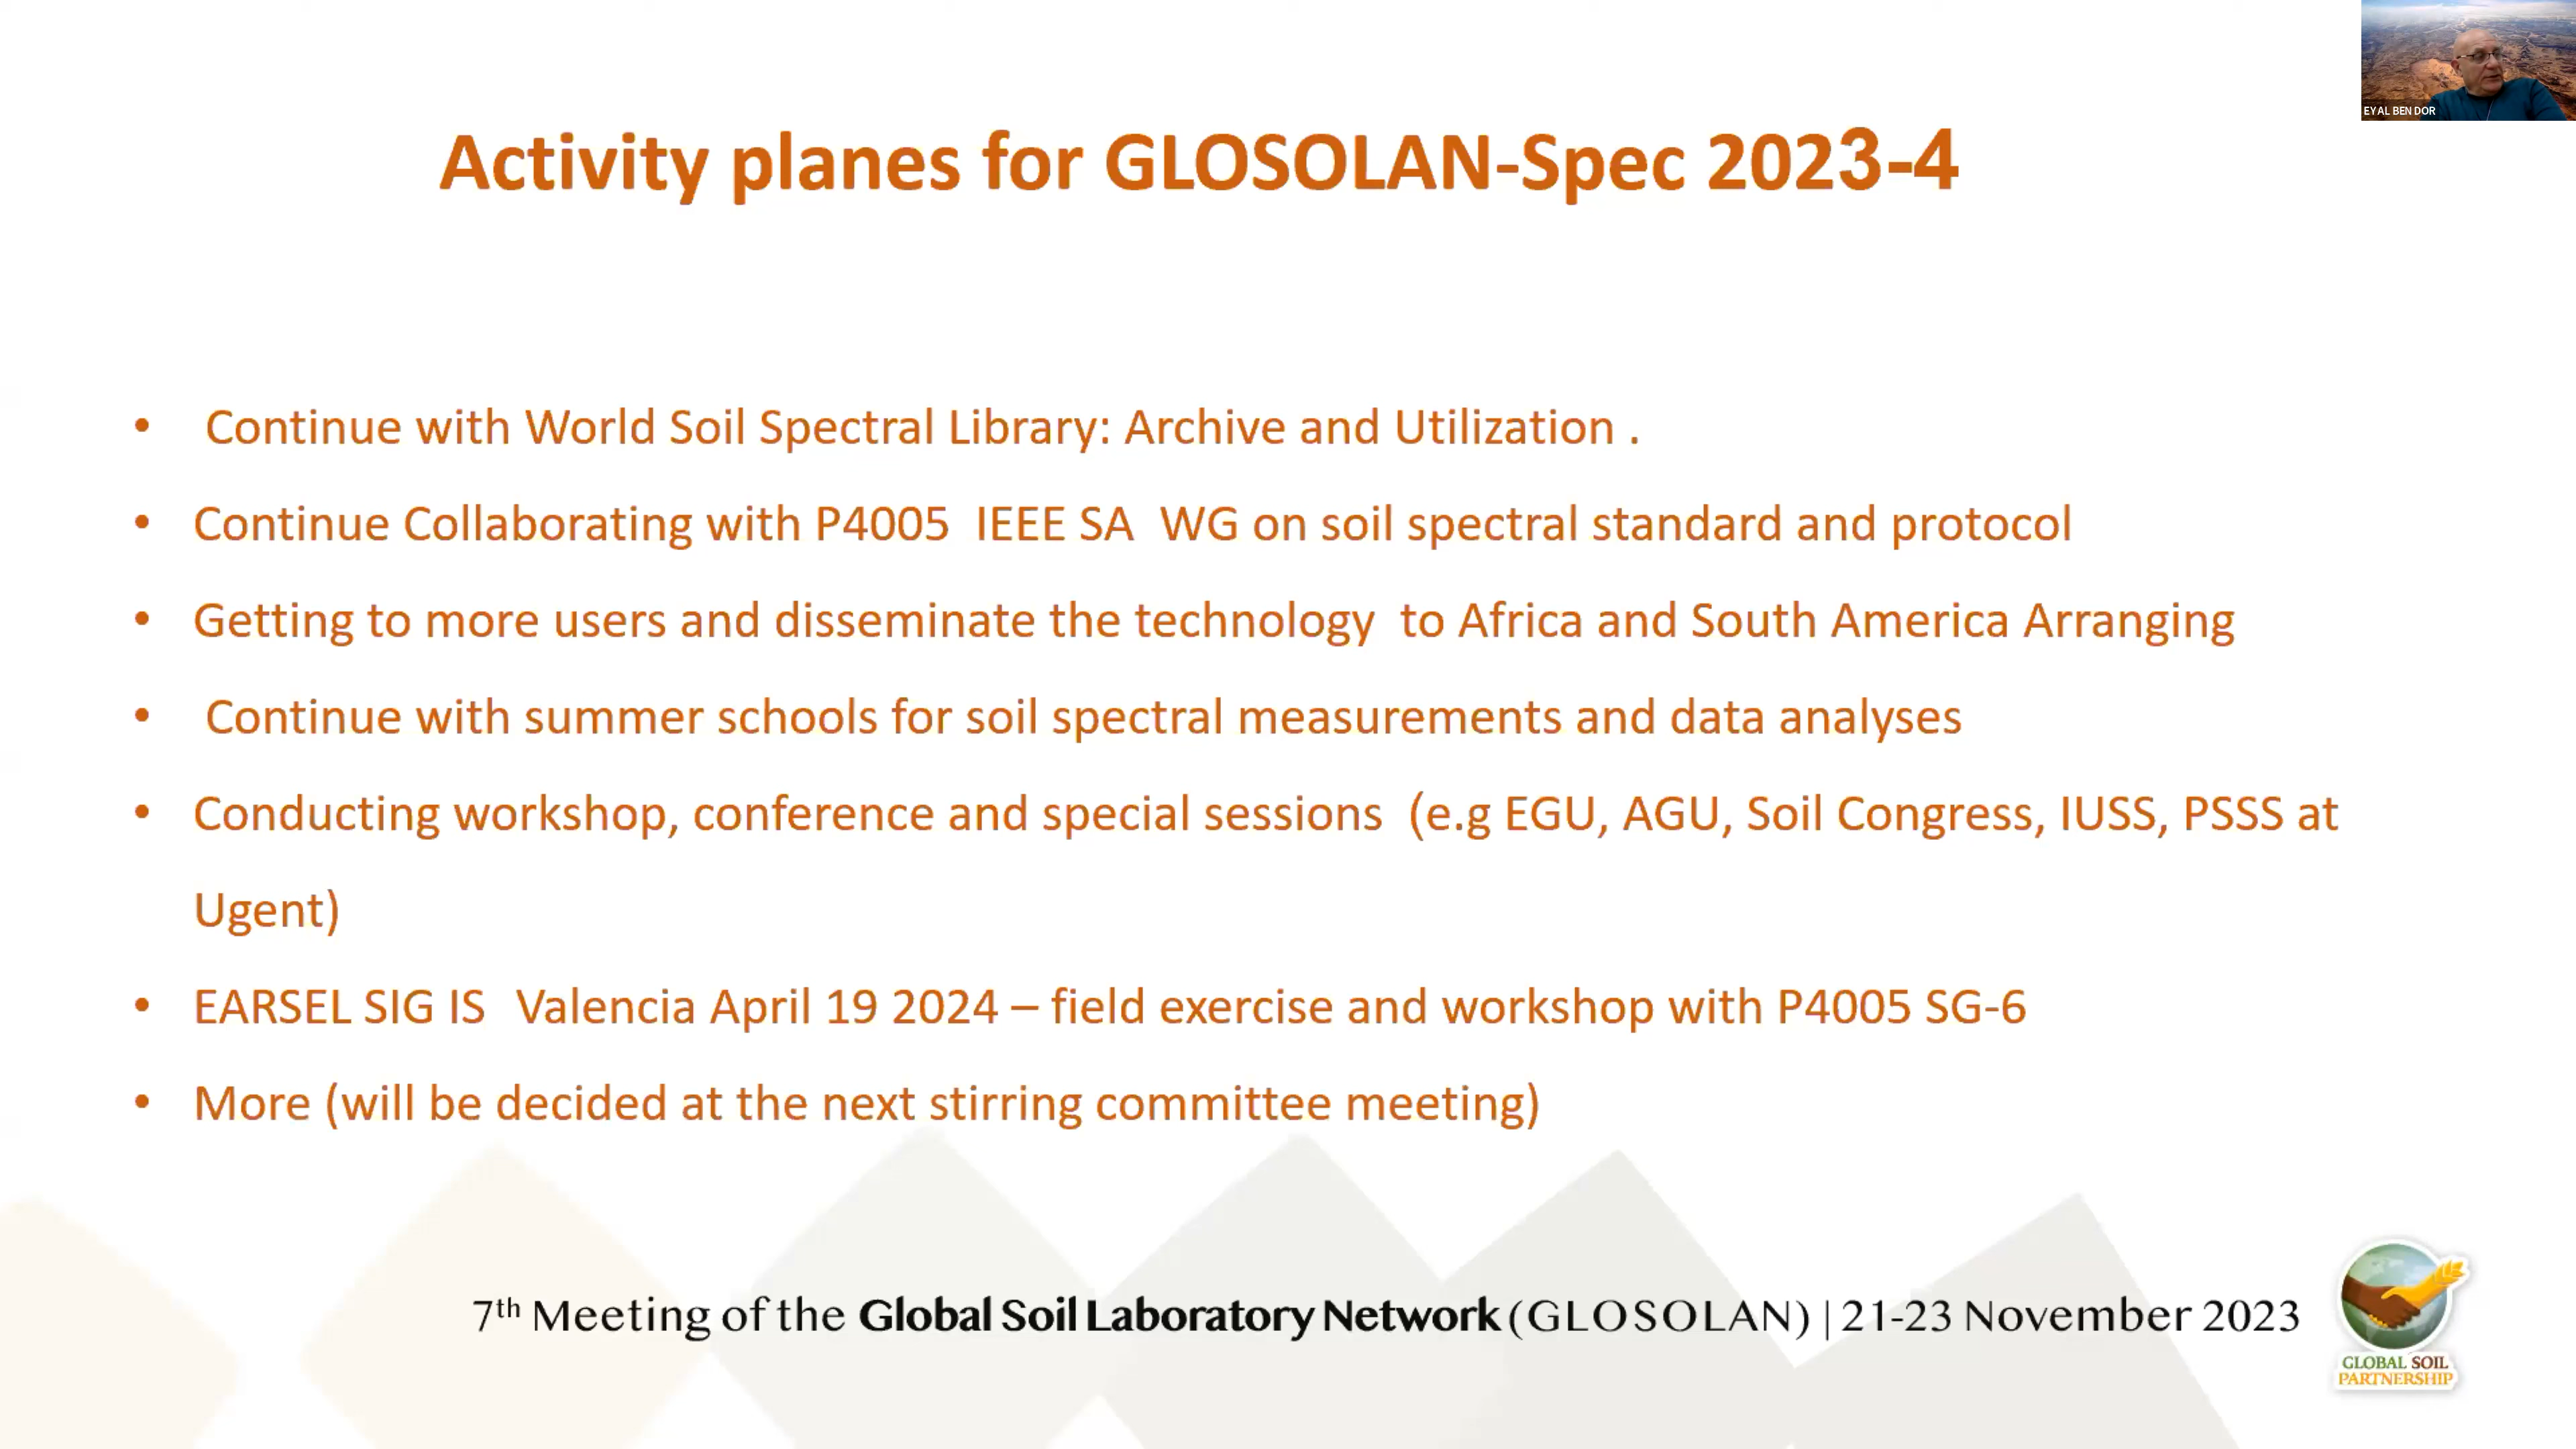 EYAL BEN DOR
Activity planes for GLOSOLAN-Spec 2023-4
• Continue with World Soil Spectral Library: Archive and Utilization .
• Continue Collaborating with P4005 IEEE SA WG on soil spectral standard and protocol
• Getting to more users and disseminate the technology to Africa and South America Arranging
• Continue with summer schools for soil spectral measurements and data analyses
• Conducting workshop, conference and special sessions (e.g EGU, AGU, Soil Congress, IUSS, PSSS at
Ugent)
• EARSEL SIG IS Valencia April 19 2024 – field exercise and workshop with P4005 SG-6
• More (will be decided at the next stirring committee meeting)
7th Meeting of the Global Soil Laboratory Network (GLOSOLAN) | 21-23 November 2023
GLOBAL SOIL
PARTNERSHIP